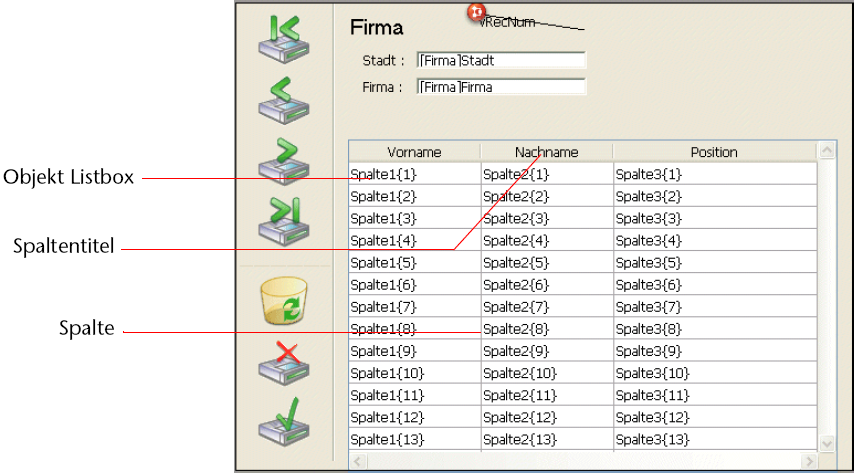 vRecNum
Firma
Stadt : [Firma]Stadt
Firma : [Firma]Firma
Vorname Nachname Position
Objekt Listbox
Spalte1{1} Spalte2{1} Spalte3{1}
Spalte1{2} Spalte2{2} Spalte3{2}
Spalte1{3} Spalte2{3} Spalte3{3}
Spaltentitel
Spalte1{4} Spalte2{4} Spalte3{4}
Spalte1{5} Spalte2{5} Spalte3{5}
Spalte1{6} Spalte2{6} Spalte3{6}
Spalte1{7} Spalte2{7} Spalte3{7}
Spalte
Spalte1{8} Spalte2{8} Spalte3{8}
Spalte1{9} Spalte2{9} Spalte3{9}
Spalte1{10} Spalte2{10} Spalte3{10}
Spalte1{11} Spalte2{11} Spalte3{11}
Spalte1{12} Spalte2{12} Spalte3{12}
Spalte1{13} Spalte2{13} Spalte3{13}